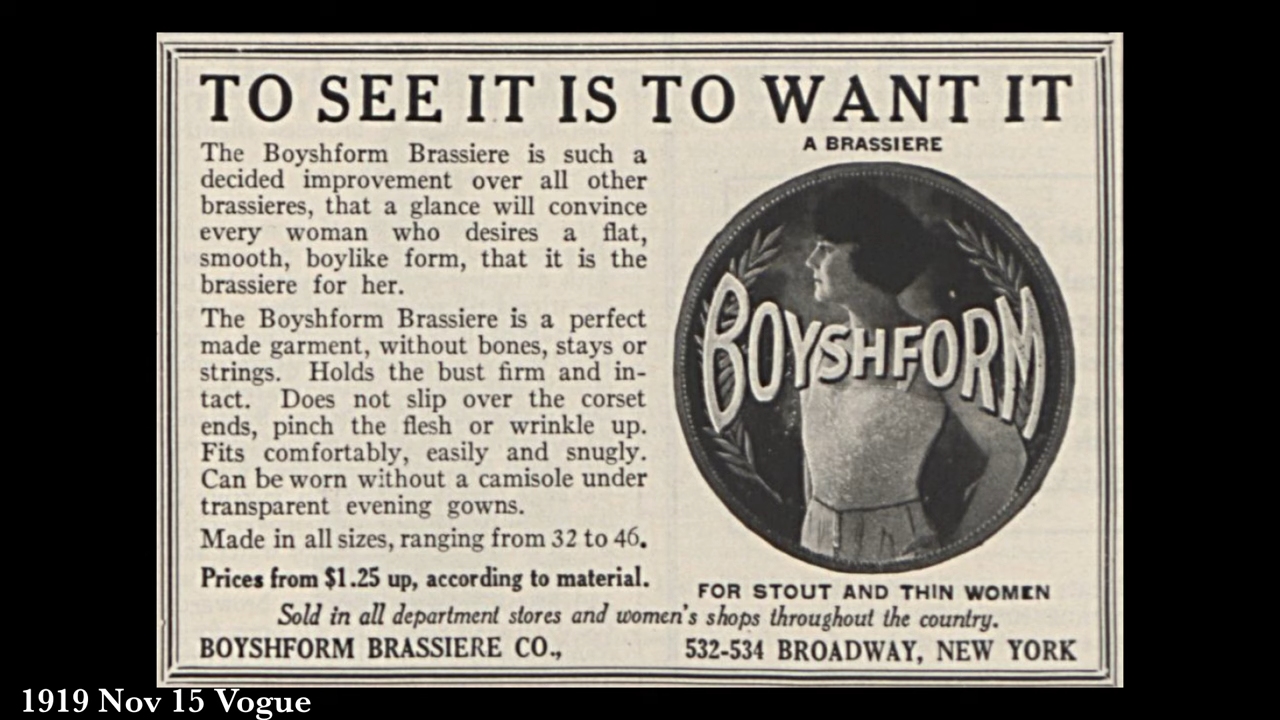 TO SEE IT IS TO WANT IT
The Boyshform Brassiere is such a
decided improvement over all other
brassieres, that a glance will convince
every woman who desires a flat,
smooth, boylike form, that it is the
brassiere for her.
The Boyshform Brassiere is a perfect
made garment, without bones, stays or
strings. Holds the bust firm and in-
tact. Does not slip over the corset
ends, pinch the flesh or wrinkle up.
Fits comfortably, easily and snugly.
Can be worn without a camisole under
transparent evening gowns.
Made in all sizes, ranging from 32 to 46.
Prices from $1.25 up, according to material.
A BRASSIERE
BOYSHFORM
FOR STOUT AND THIN WOMEN
Sold in all department stores and women's shops throughout the country.
BOYSHFORM BRASSIERE CO., 532-534 BROADWAY, NEW YORK
1919 Nov 15 Vogue